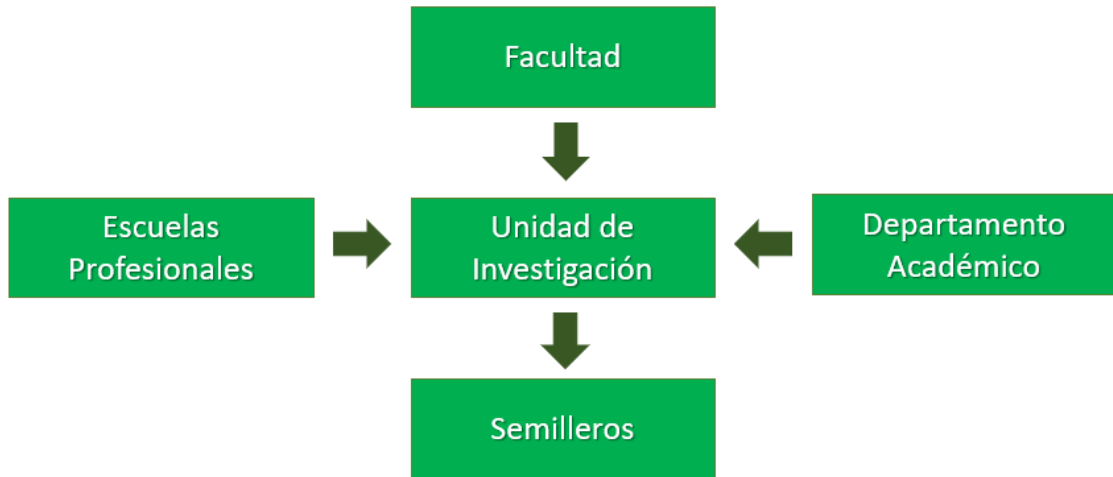 Facultad
Escuelas
Profesionales
Unidad de
Investigación
Departamento
Académico
Semilleros